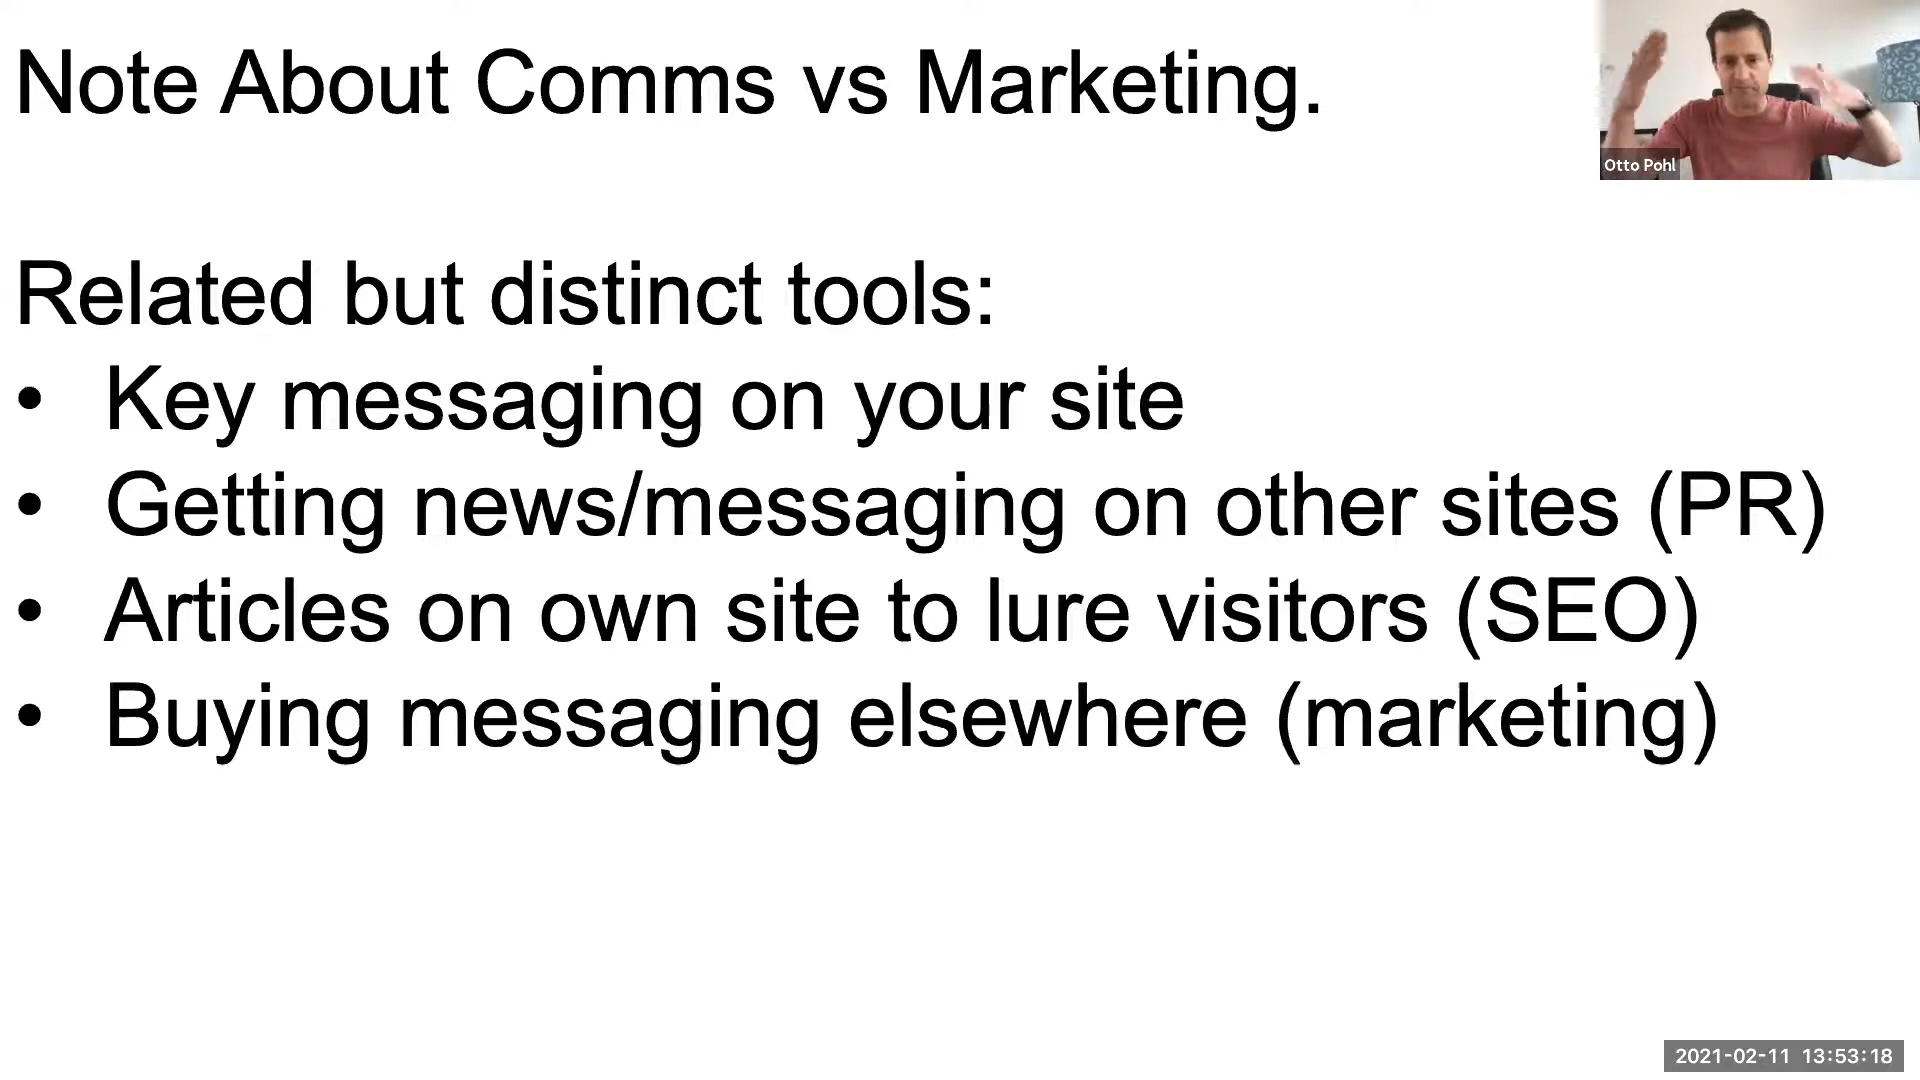 Note About Comms vs Marketing.
Otto Pohl
Related but distinct tools:
• Key messaging on your site
• Getting news/messaging on other sites (PR)
• Articles on own site to lure visitors (SEO)
• Buying messaging elsewhere (marketing)
2021-02-11 13:53:18